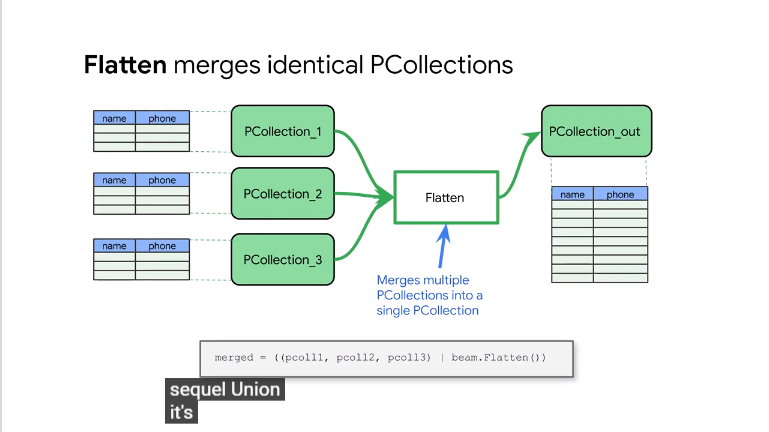 Flatten merges identical PCollections
name phone
PCollection_1
PCollection_out
name phone
PCollection_2
Flatten
name phone
name phone
PCollection_3
Merges multiple
PCollections into a
single PCollection
merged = ((pcoll1, pcoll2, pcoll3) | beam.Flatten())
sequel Union
it's